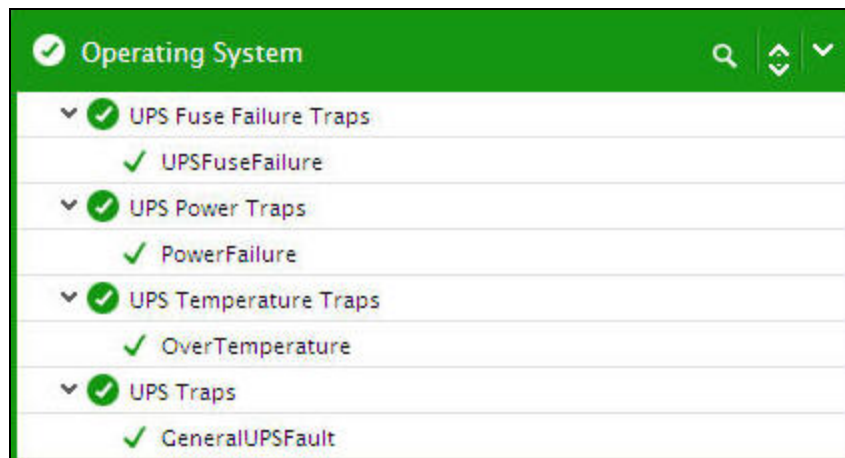 Operating System
UPS Fuse Failure Traps
UPSFuseFailure
UPS Power Traps
PowerFailure
UPS Temperature Traps
OverTemperature
UPS Traps
GeneralUPSFault